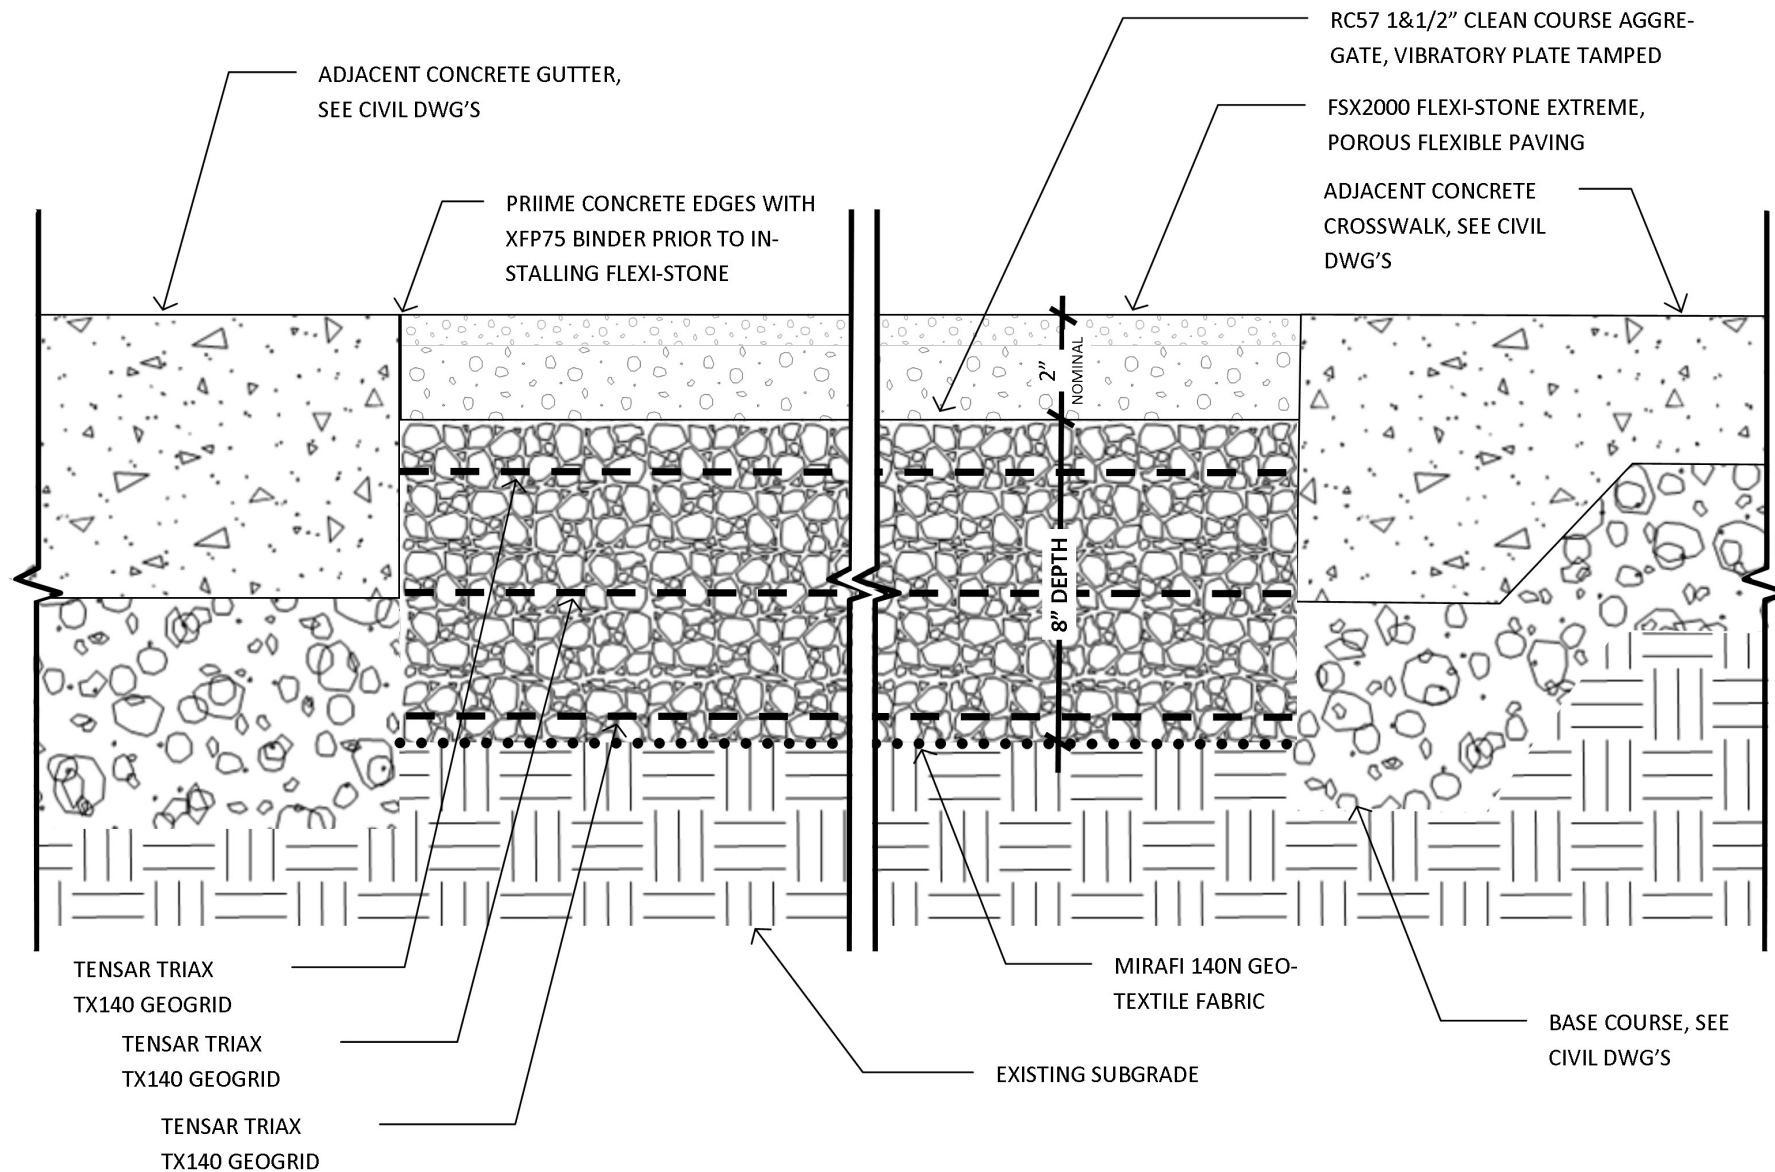 RC57 1&1/2” CLEAN COURSE AGGRE-
GATE, VIBRATORY PLATE TAMPED
ADJACENT CONCRETE GUTTER,
SEE CIVIL DWG’S
FSX2000 FLEXI-STONE EXTREME,
POROUS FLEXIBLE PAVING
ADJACENT CONCRETE
CROSSWALK, SEE CIVIL
DWG’S
PRIIME CONCRETE EDGES WITH
XFP75 BINDER PRIOR TO IN-
STALLING FLEXI-STONE
2”
NOMINAL
8” DEPTH
TENSAR TRIAX
TX140 GEOGRID
TENSAR TRIAX
TX140 GEOGRID
TENSAR TRIAX
TX140 GEOGRID
MIRAFI 140N GEO-
TEXTILE FABRIC
EXISTING SUBGRADE
BASE COURSE, SEE
CIVIL DWG’S